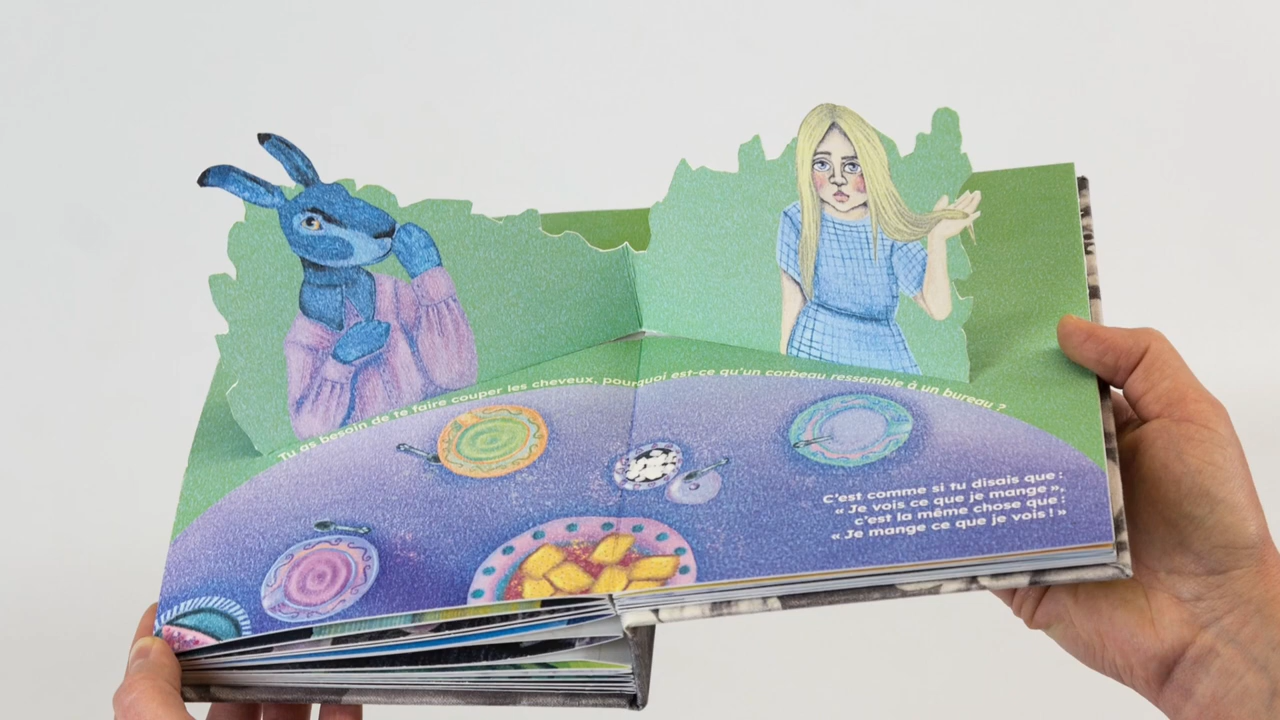 Tu as besoin de te faire couper les cheveux, pourquoi est-ce qu'un corbeau ressemble à un bureau ?
C'est comme si tu disais que :
« Je vois ce que je mange »,
c'est la même chose que :
« Je mange ce que je vois ! »